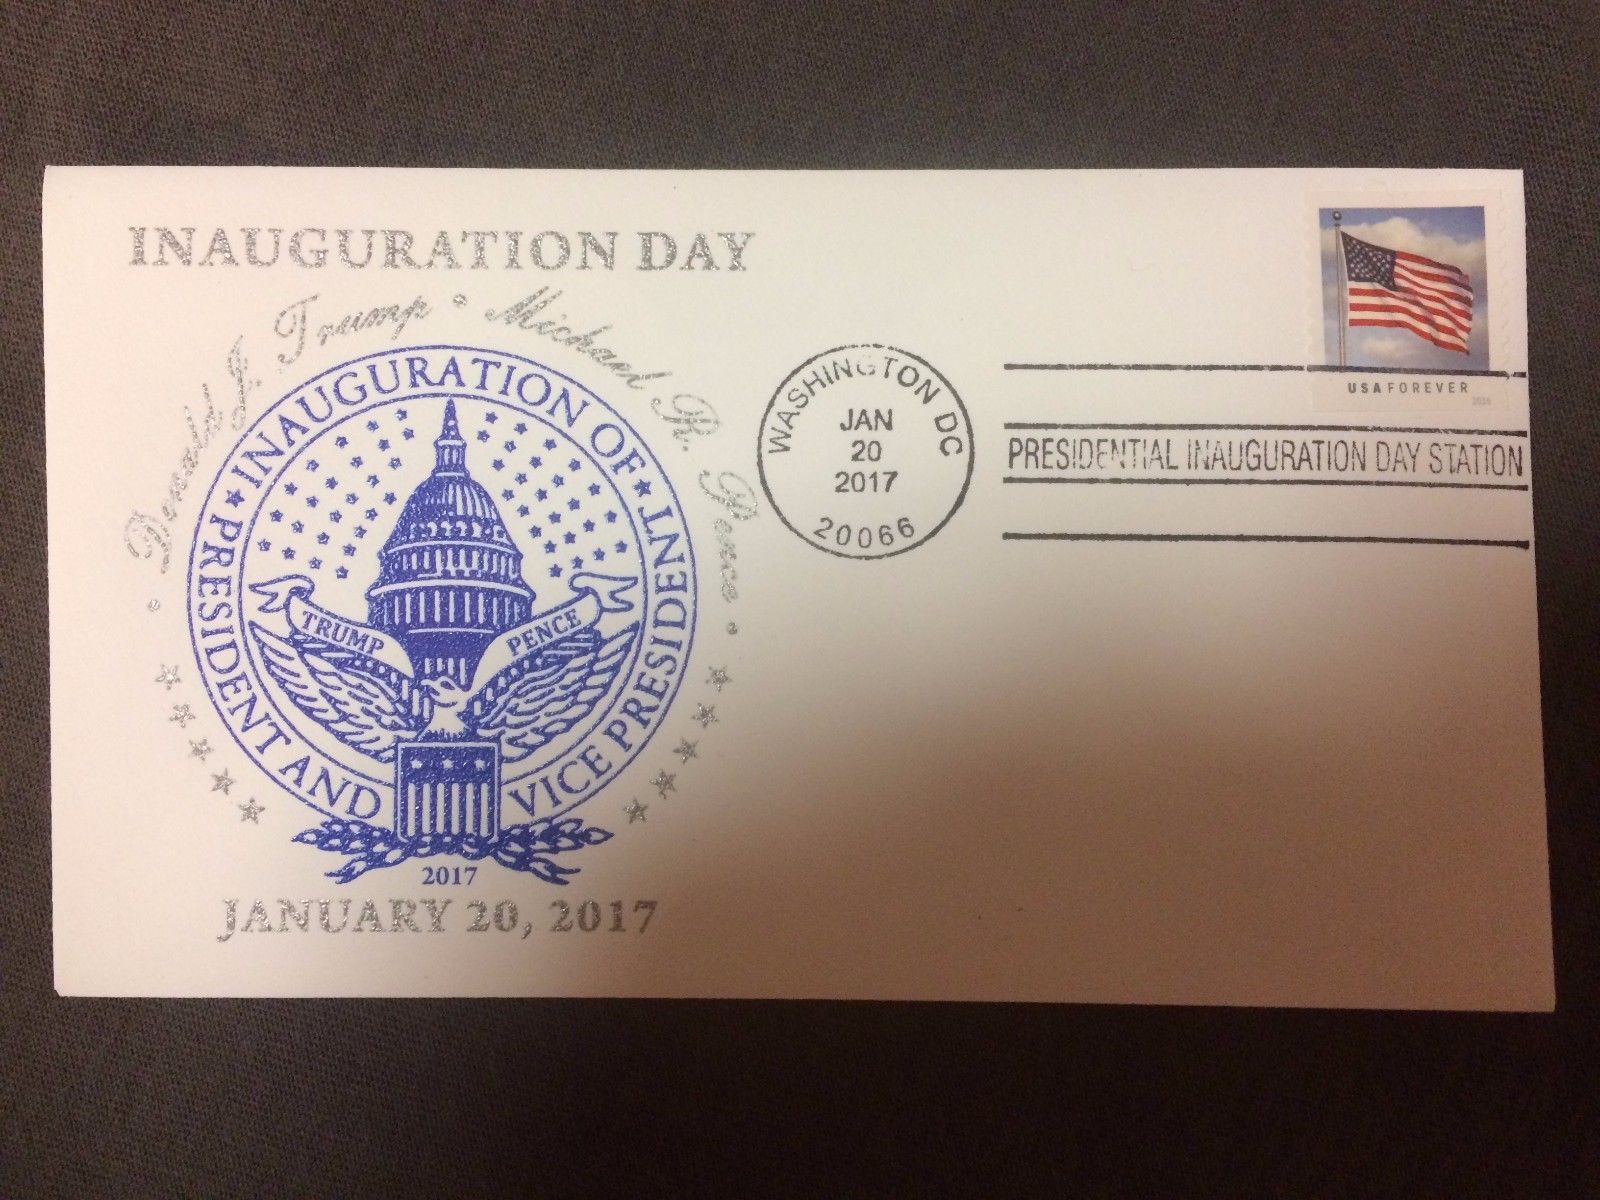 INAUGURATION DAY
Donald J. Trump • Michael R. Pence
INAUGURATION OF
PRESIDENT AND VICE PRESIDENT
TRUMP
PENCE
2017
JANUARY 20, 2017
WASHINGTON DC
JAN
20
2017
20066
USA FOREVER
2016
PRESIDENTIAL INAUGURATION DAY STATION